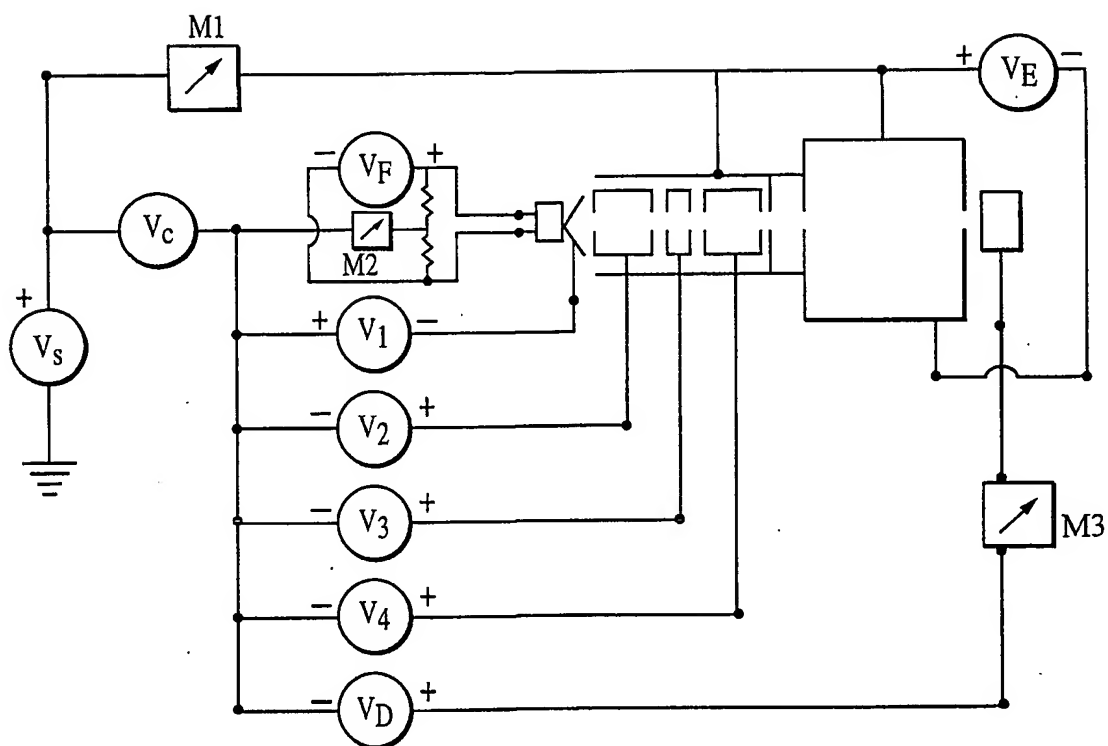 M1
+ V_E −
− V_F +
V_c
M2
+ V_s
+ V_1 −
− V_2 +
− V_3 +
M3
− V_4 +
− V_D +